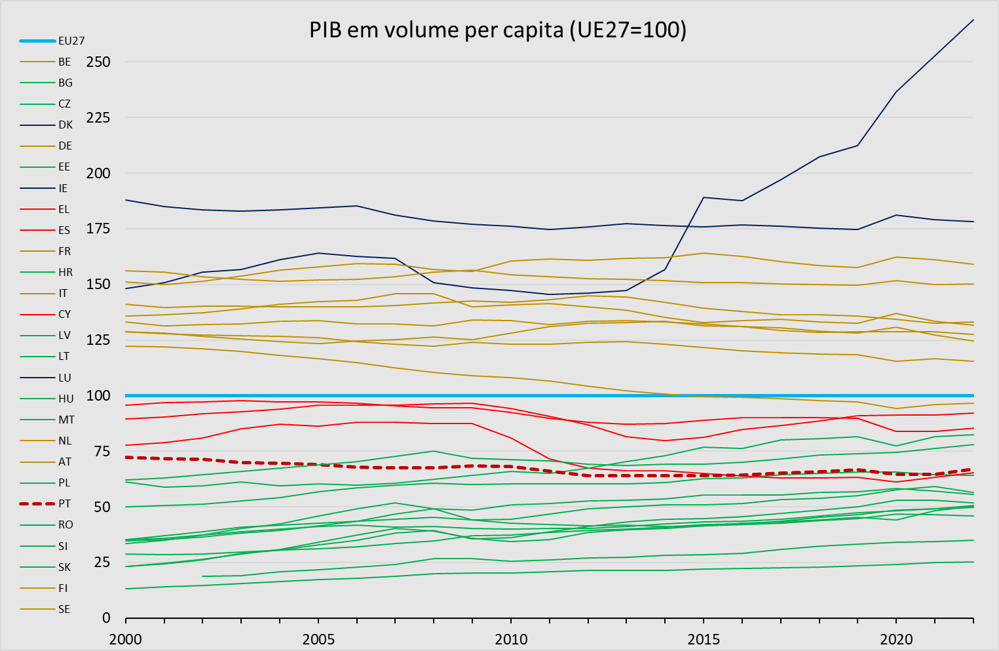 PIB em volume per capita (UE27=100)
EU27
BE
BG
CZ
DK
DE
EE
IE
EL
ES
FR
HR
IT
CY
LV
LT
LU
HU
MT
NL
AT
PL
PT
RO
SI
SK
FI
SE
250
225
200
175
150
125
100
75
50
25
0
2000 2005 2010 2015 2020